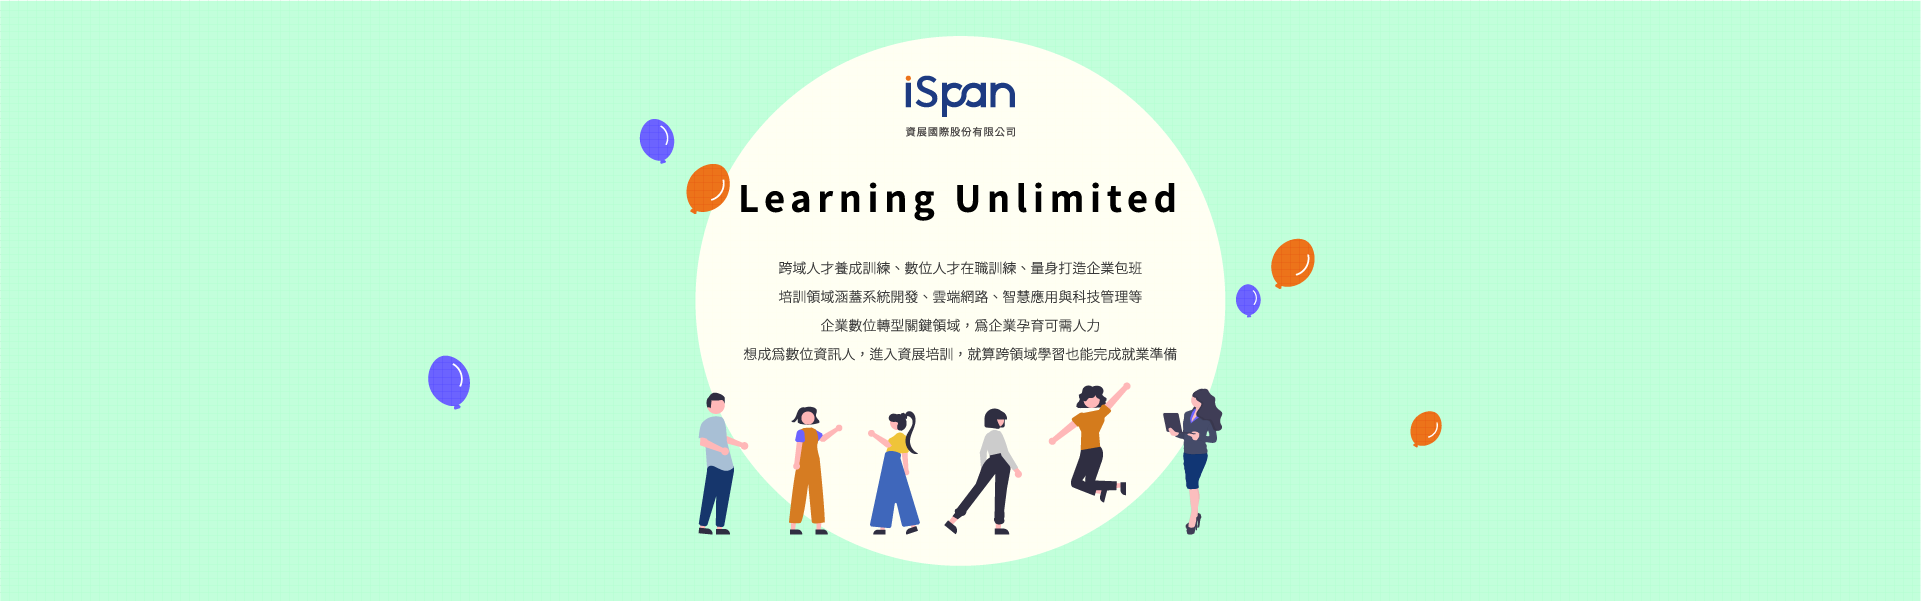 iSpan
資展國際股份有限公司
Learning Unlimited
跨域人才養成訓練、數位人才在職訓練、量身打造企業包班
培訓領域涵蓋系統開發、雲端網路、智慧應用與科技管理等
企業數位轉型關鍵領域，爲企業孕育可需人力
想成爲數位資訊人，進入資展培訓，就算跨領域學習也能完成就業準備